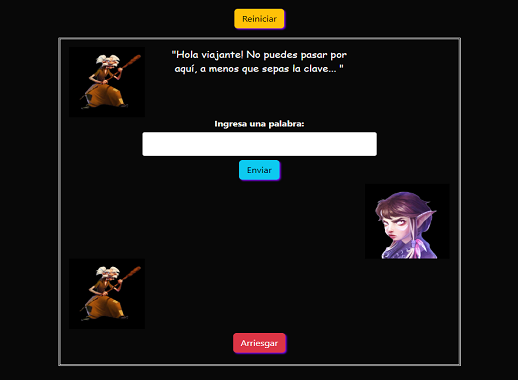 Reiniciar
"Hola viajante! No puedes pasar por
aquí, a menos que sepas la clave... "
Ingresa una palabra:
Enviar
Arriesgar